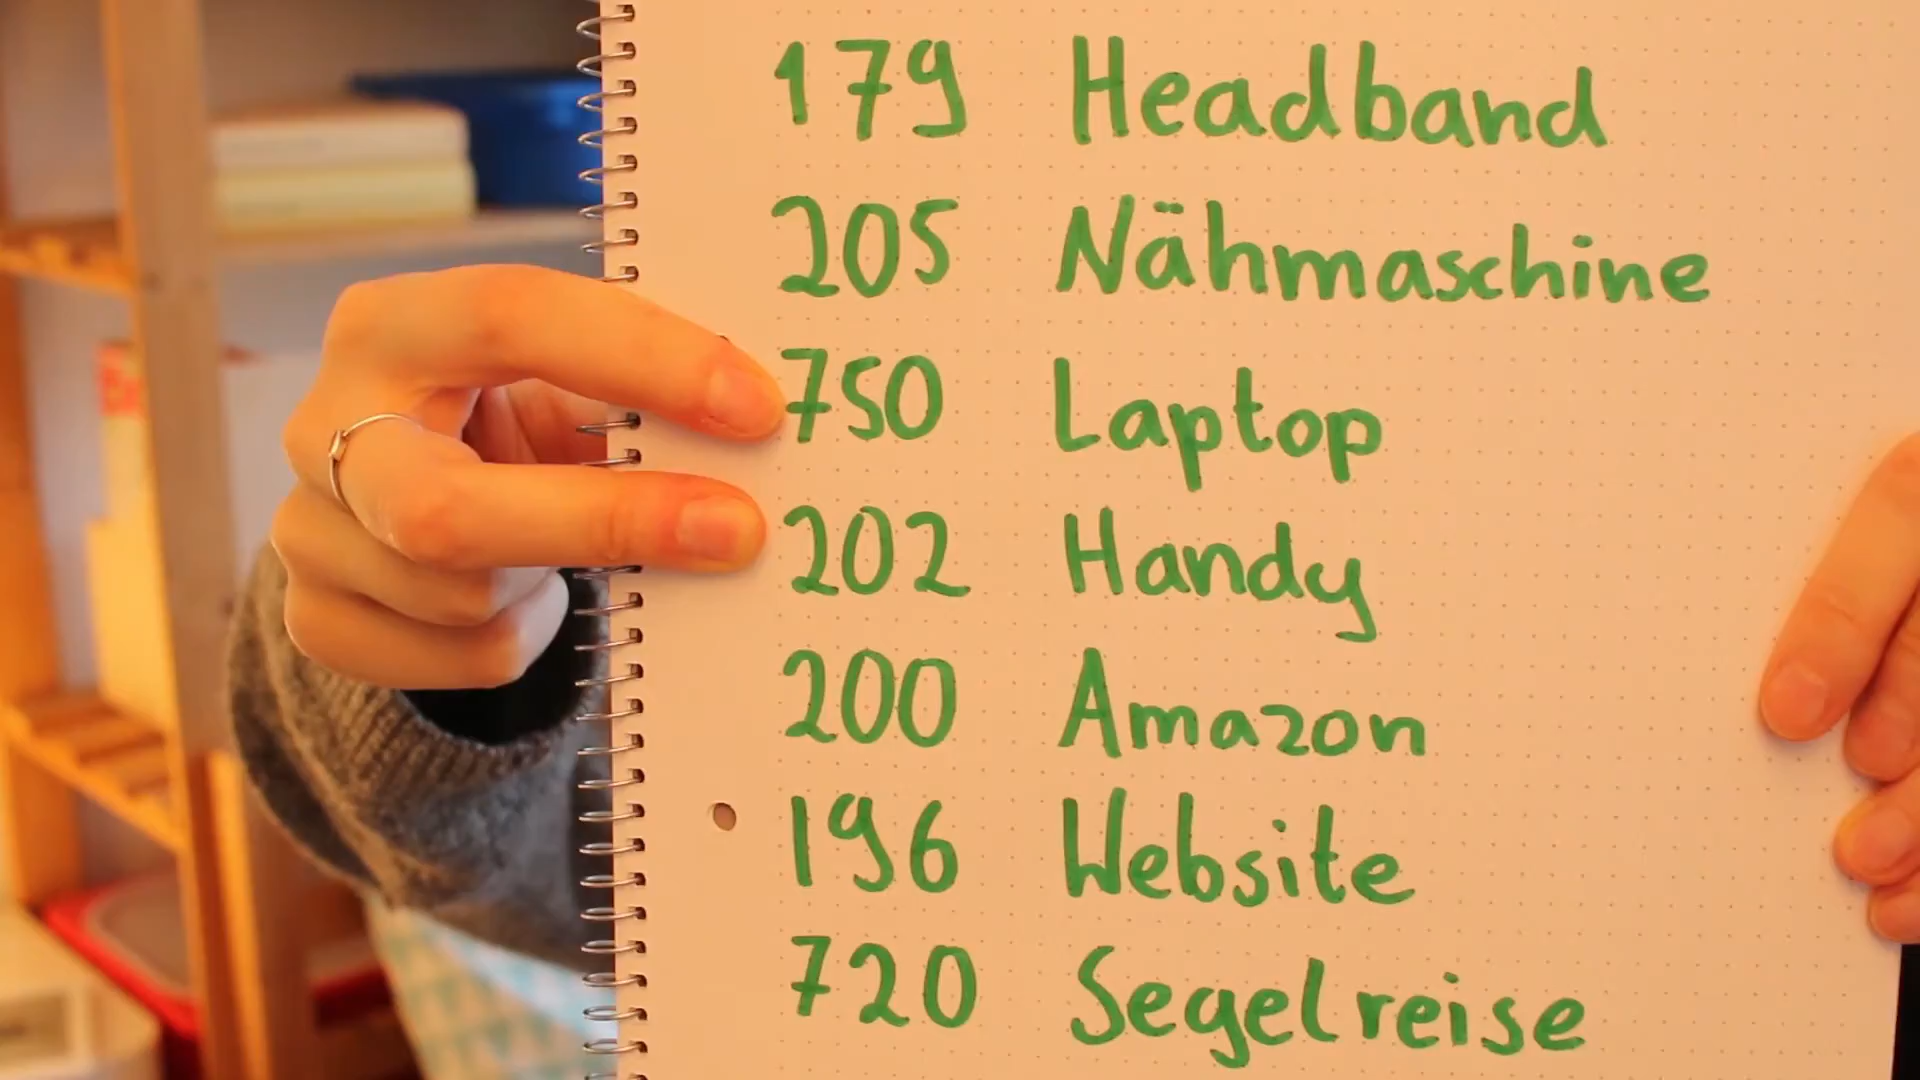 179 Headband
205 Nähmaschine
750 Laptop
202 Handy
200 Amazon
196 Website
720 Segelreise